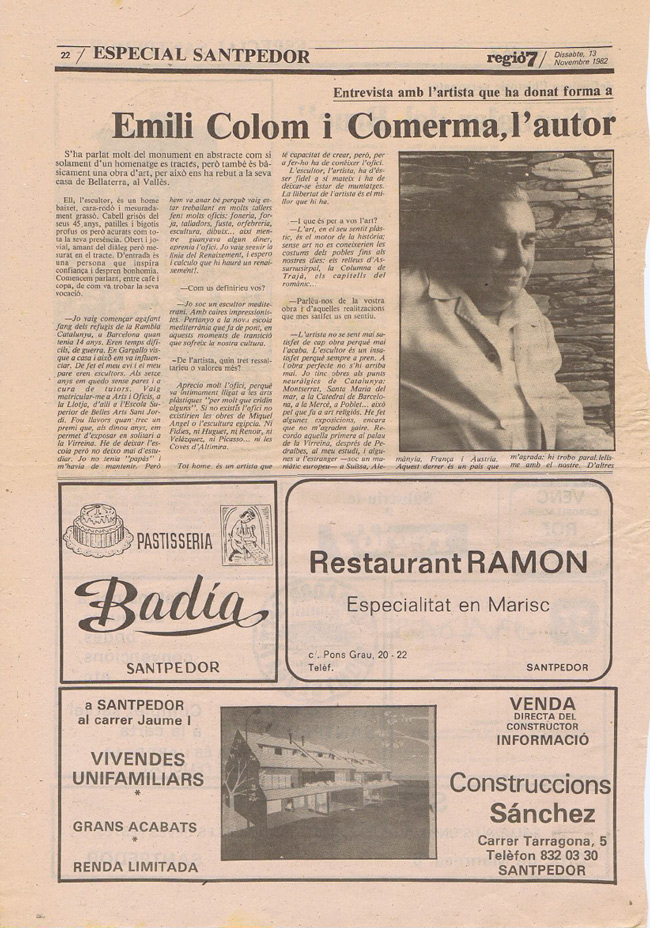 22 / ESPECIAL SANTPEDOR
regió7 / Dissabte, 13
Novembre 1982
Entrevista amb l'artista que ha donat forma a
Emili Colom i Comerma, l'autor
S'ha parlat molt del monument en abstracte com si
solament d'un homenatge es tractés, però també és bà-
sicament una obra d'art, per això ens ha rebut a la seva
casa de Bellaterra, al Vallès.
Ell, l'escultor, és un home
baixet, cara-rodó i mesurada-
ment grassó. Cabell grisós del
seus 45 anys, patilles i bigotis
profus os però acurats com to-
ta la seva presència. Obert i jo-
vial, amant del diàleg però me-
surat en el tracte. D'entrada és
una persona que inspira
confiança i despren bonhomia.
Comencem parlant, entre cafè i
copa, de com va trobar la seva
vocació.
—Jo vaig començar agafant
fang dels refugis de la Rambla
Catalunya, a Barcelona quan
tenia 14 anys. Eren temps difí-
cils, de guerra. En Gargallo vis-
que a casa i això em va influen-
ciar. De fet el meu avi i el meu
pare eren escultors. Als setze
anys em quedo sense pares i a
cura de tutors. Vaig
matricular-me a Arts i Oficis, a
la Llotja, d'allí a l'Escola Supe-
rior de Belles Arts Sant Jor-
di. Fou llavors quan trec un
premi que, als dinou anys, em
permet d'exposar en solitari a
la Virreina. He de deixar l'es-
cola però no deixo mai d'estu-
diar. Jo no tenia "papàs" i
m'havia de mantenir. Però
hem va anar bé perquè vaig es-
tar treballant en molts tallers
fent molts oficis: foneria, for-
ja, talladors, fusta, orfebreria,
escultura, dibuix... així men-
tre guanyava algun diner,
aprenia l'ofici. Jo vaig seguir la
línia del Renaixement, i espero
i calculo que hi haurà un renai-
xement!.
—Com us definirieu vos?
—Jo soc un escultor medite-
rrani. Amb caires impressionis-
tes. Pertanyo a la nova escola
mediterrània que fa de pont, en
aquests moments de transició
que sofreix la nostra cultura.
—De l'artista, quin tret ressal-
tarieu o valoreu més?
Aprecio molt l'ofici, perquè
va íntimament lligat a les arts
plàstiques "per molt que cridin
alguns". Si no existís l'ofici no
existirien les obres de Miquel
Angel o l'escultura egipcia. Ni
Fídies, ni Huguet, ni Renoir, ni
Velázquez, ni Picasso... ni les
Coves d'Altimira.
Tot home és un artista que
té capacitat de crear, però, per
a fer-ho ha de conèixer l'ofici.
L'escultor, l'artista, ha d'és-
ser fidel a si mateix i ha de
deixar-se estar de muntatges.
La llibertat de l'artista és el mi-
llor que hi ha.
—I que és per a vos l'art?
—L'art, en el seu sentit plàs-
tic, és el motor de la història;
sense art no es coneixerien les
costums dels pobles fins als
nostres dies: els relleus d'As-
surnusirpal, la Columna de
Trajà, els capitells del
romànic...
—Parleu-nos de la vostra
obra i d'aquelles realitzacions
que mes satifet us en sentiu.
—L'artista no se sent mai sa-
tisfet de cap obra perquè mai
l'acaba. L'escultor és un insa-
tisfet perquè sempre a pren. A
l'obra perfecte no s'hi arriba
mai. Jo tinc obres als punts
neuràlgics de Catalunya:
Montserrat, Santa Maria del
mar, a la Catedral de Barcelo-
na, a la Mercè, a Poblet... això
pel que fa a art religiós. He fet
algunes exposicions, encara
que no m'agraden gaire. Re-
cordo aquella primera al palau
de la Virreina, després de Pe-
dralbes, al meu estudi, i algu-
nes a l'estranger —soc un ma-
màtic europeu— a Suïssa, Ale-
mània, França i Austria.
Aquest darrer és un país que
m'agrada: hi trobo paral.lelis-
me amb el nostre. D'altres
PASTISSERIA
Badía
SANTPEDOR
Restaurant RAMON
Especialitat en Marisc
c/. Pons Grau, 20 - 22
Telèf.
SANTPEDOR
a SANTPEDOR
al carrer Jaume I
VIVENDES
UNIFAMILIARS
*
GRANS ACABATS
*
RENDA LIMITADA
VENDA
DIRECTA DEL
CONSTRUCTOR
INFORMACIÓ
Construccions
Sánchez
Carrer Tarragona, 5
Telèfon 832 03 30
SANTPEDOR